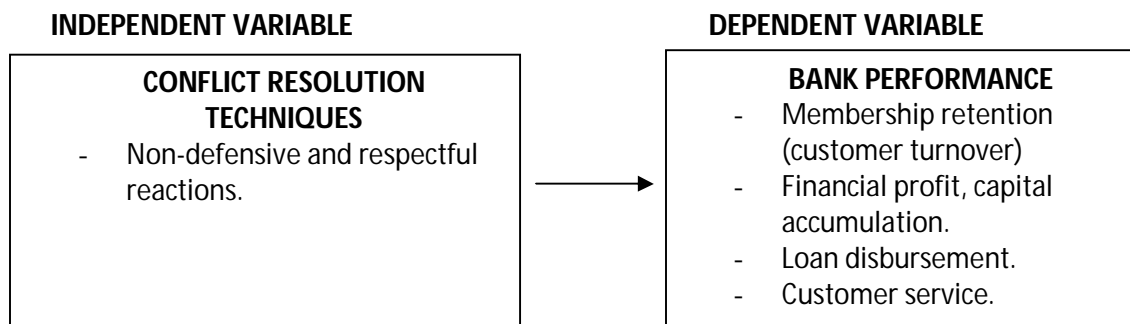 INDEPENDENT VARIABLE
CONFLICT RESOLUTION
TECHNIQUES
- Non-defensive and respectful
reactions.
DEPENDENT VARIABLE
BANK PERFORMANCE
- Membership retention
(customer turnover)
- Financial profit, capital
accumulation.
- Loan disbursement.
- Customer service.